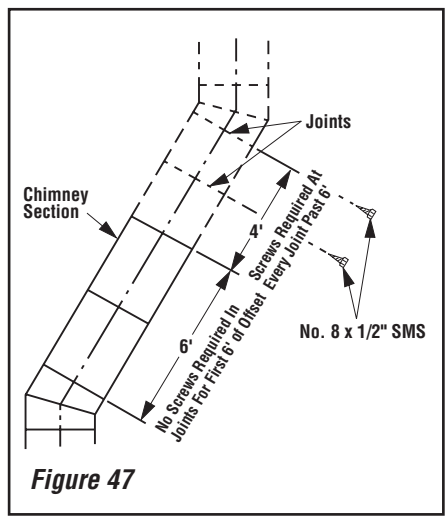 Joints
Chimney
Section
4'
Screws Required At
Every Joint Past 6'
6'
No Screws Required In
Joints For First 6' of Offset
No. 8 x 1/2" SMS
Figure 47